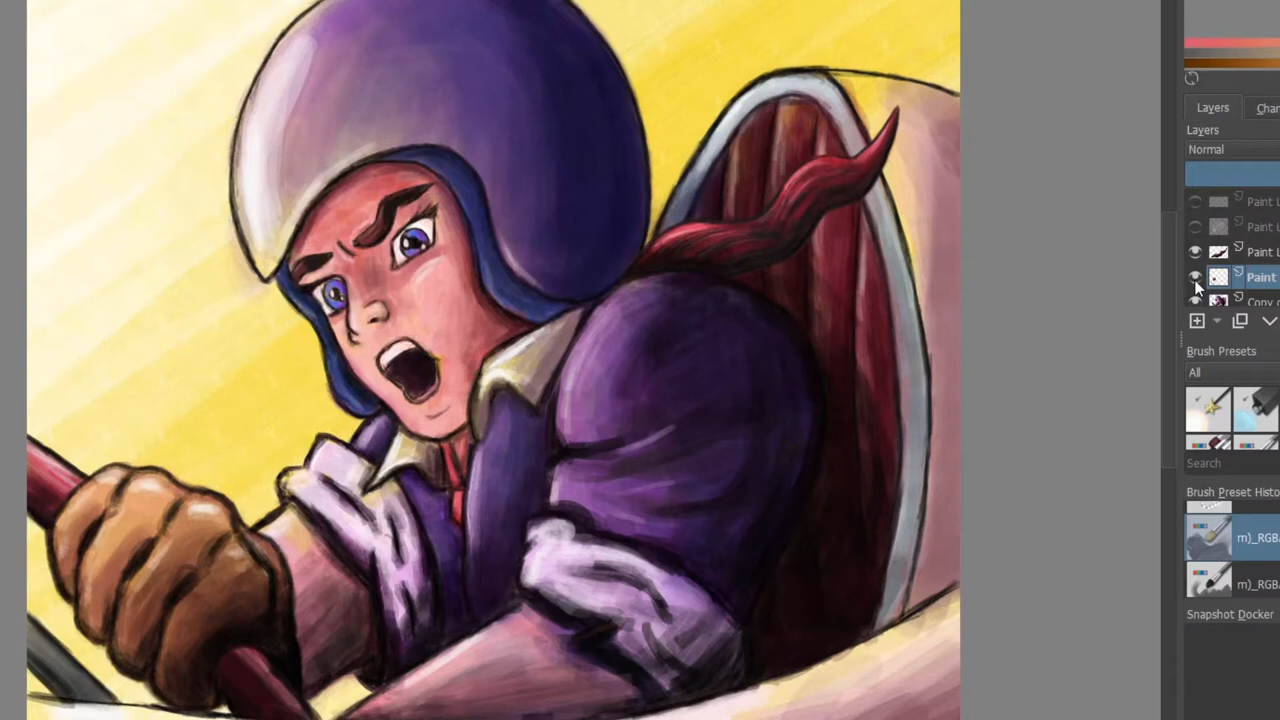 Layers
Layers
Normal
Paint
Paint
Paint
Paint
Copy
Brush Presets
All
Search
Brush Preset Histo
m)_RGB
m)_RGB
Snapshot Docker